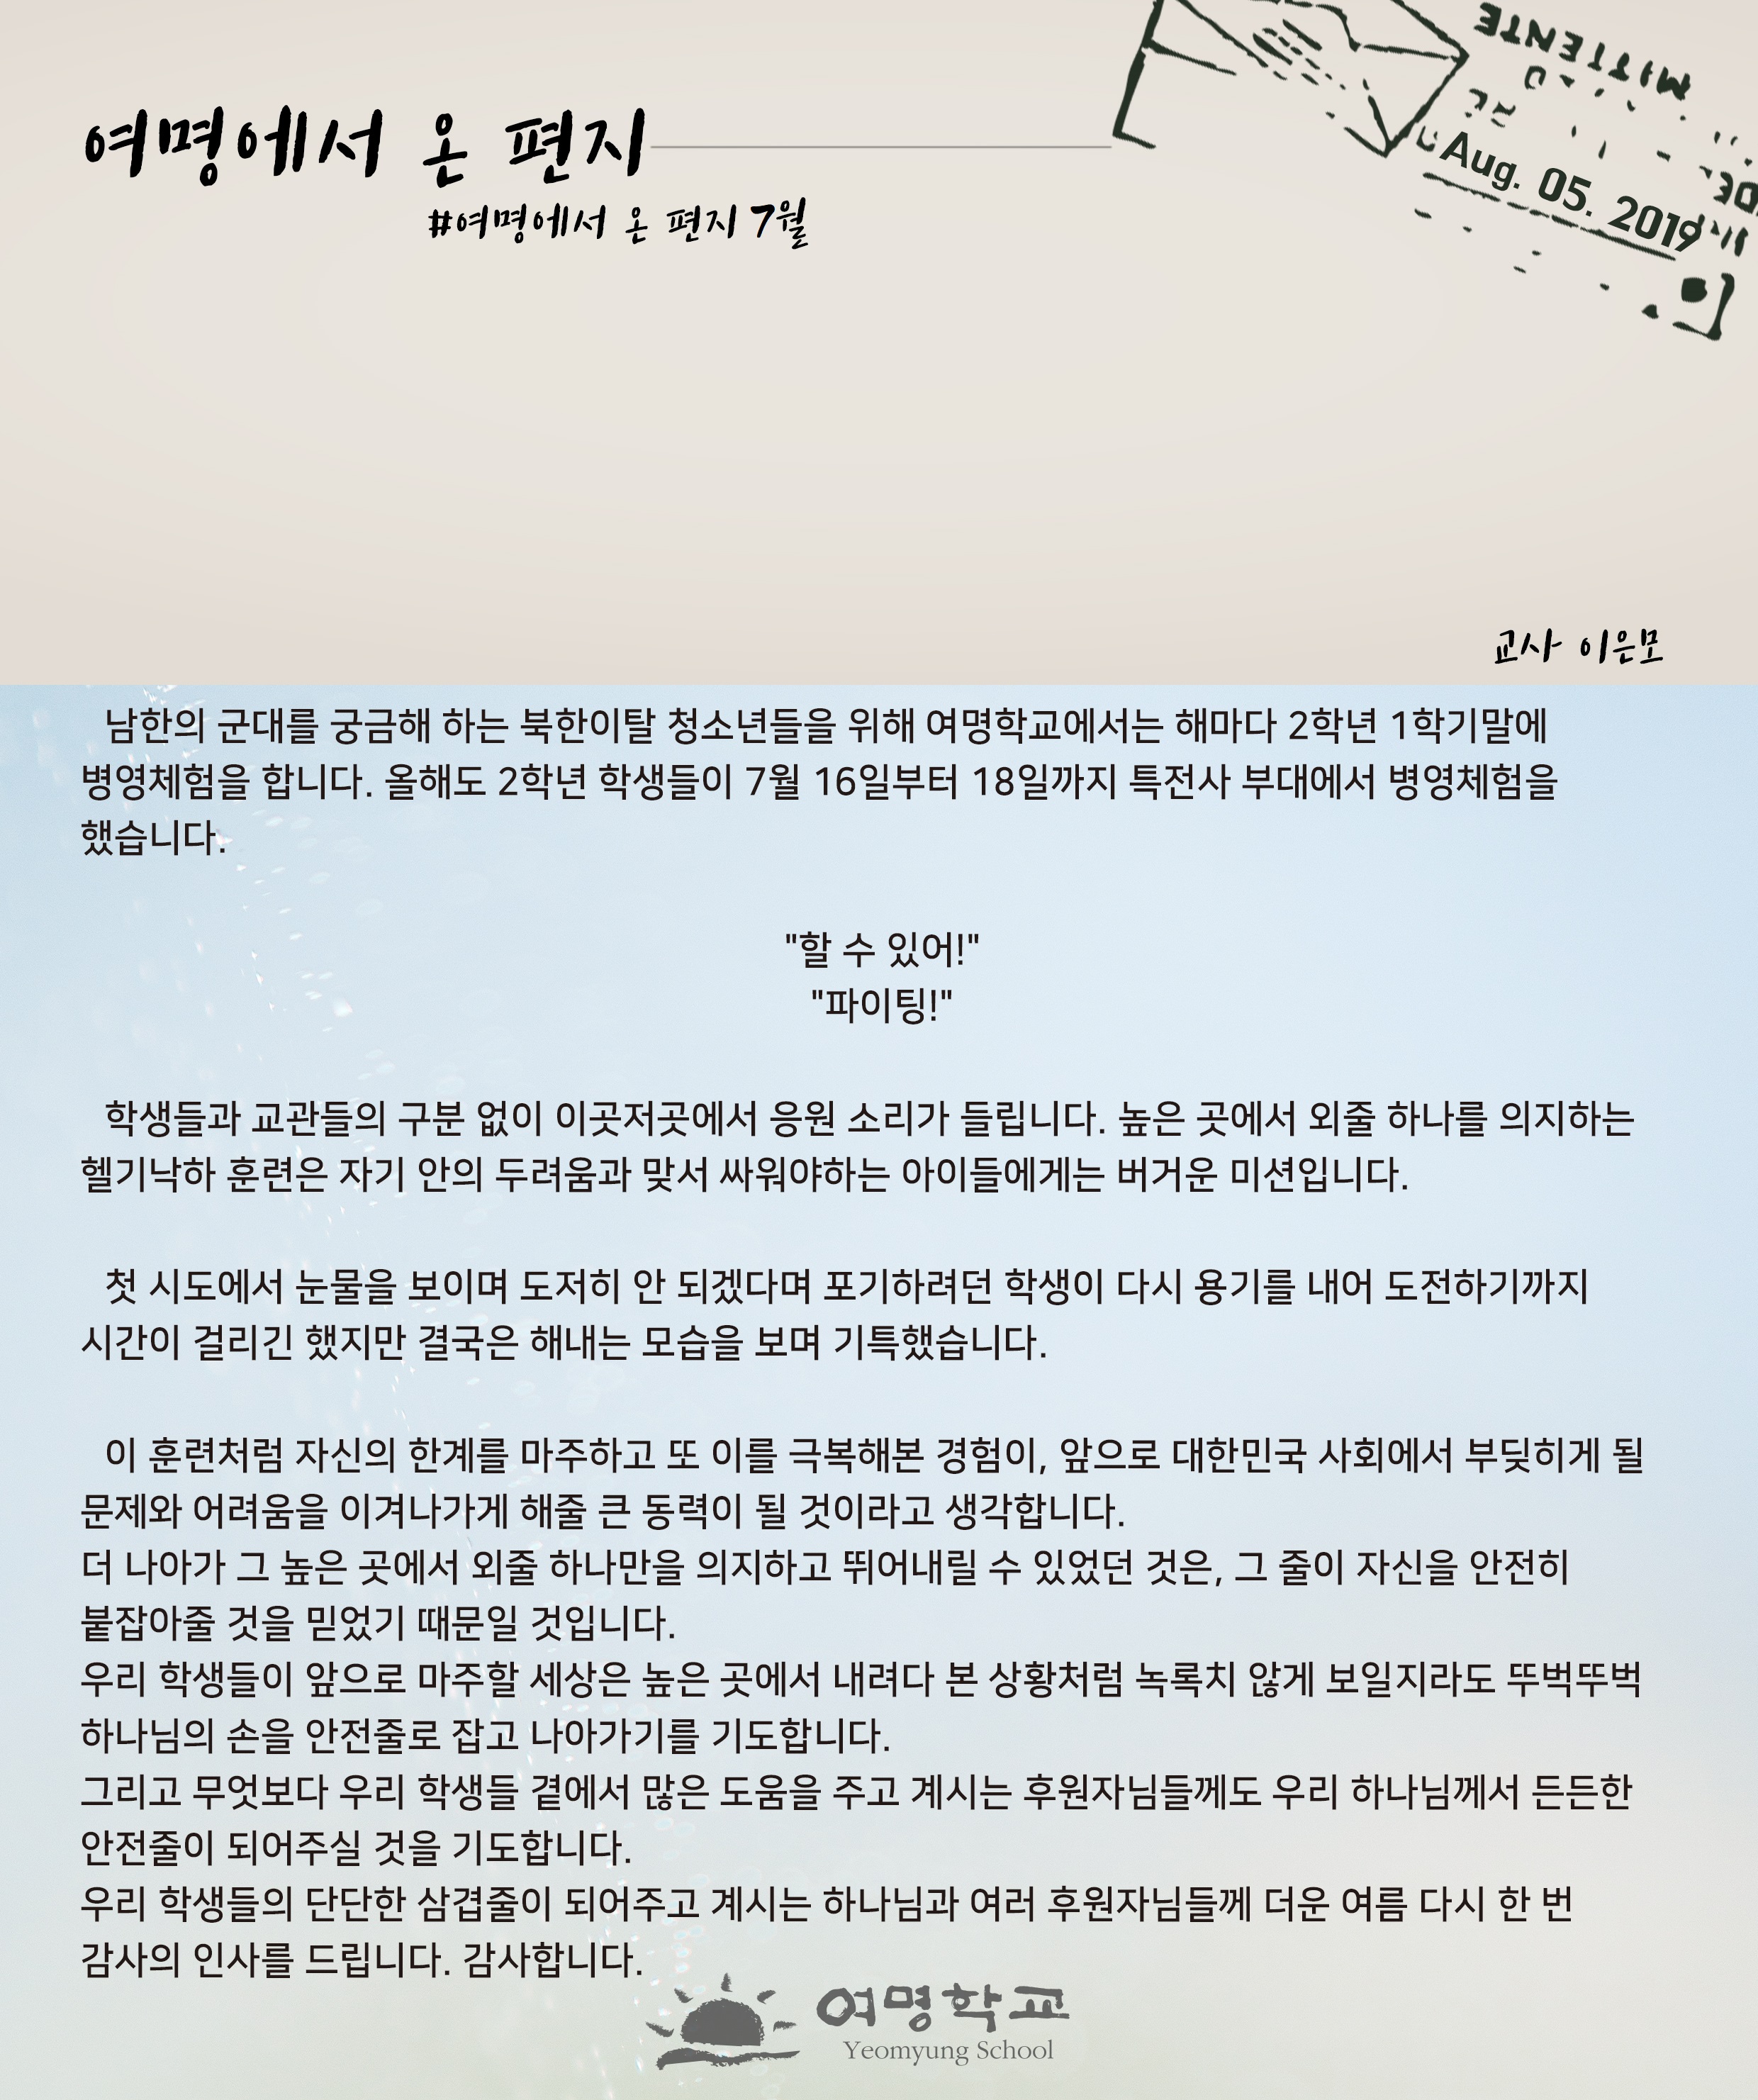 여명에서 온 편지
#여명에서 온 편지 7월
MITTENTE
Aug. 05. 2019
교사 이은모
남한의 군대를 궁금해 하는 북한이탈 청소년들을 위해 여명학교에서는 해마다 2학년 1학기말에
병영체험을 합니다. 올해도 2학년 학생들이 7월 16일부터 18일까지 특전사 부대에서 병영체험을
했습니다.
"할 수 있어!"
"파이팅!"
학생들과 교관들의 구분 없이 이곳저곳에서 응원 소리가 들립니다. 높은 곳에서 외줄 하나를 의지하는
헬기낙하 훈련은 자기 안의 두려움과 맞서 싸워야하는 아이들에게는 버거운 미션입니다.
첫 시도에서 눈물을 보이며 도저히 안 되겠다며 포기하려던 학생이 다시 용기를 내어 도전하기까지
시간이 걸리긴 했지만 결국은 해내는 모습을 보며 기특했습니다.
이 훈련처럼 자신의 한계를 마주하고 또 이를 극복해본 경험이, 앞으로 대한민국 사회에서 부딪히게 될
문제와 어려움을 이겨나가게 해줄 큰 동력이 될 것이라고 생각합니다.
더 나아가 그 높은 곳에서 외줄 하나만을 의지하고 뛰어내릴 수 있었던 것은, 그 줄이 자신을 안전히
붙잡아줄 것을 믿었기 때문일 것입니다.
우리 학생들이 앞으로 마주할 세상은 높은 곳에서 내려다 본 상황처럼 녹록치 않게 보일지라도 뚜벅뚜벅
하나님의 손을 안전줄로 잡고 나아가기를 기도합니다.
그리고 무엇보다 우리 학생들 곁에서 많은 도움을 주고 계시는 후원자님들께도 우리 하나님께서 든든한
안전줄이 되어주실 것을 기도합니다.
우리 학생들의 단단한 삼겹줄이 되어주고 계시는 하나님과 여러 후원자님들께 더운 여름 다시 한 번
감사의 인사를 드립니다. 감사합니다.
여명학교
Yeomyung School